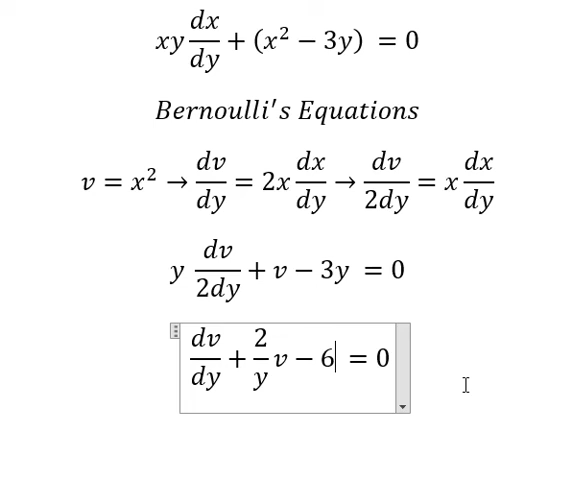 xy dx/dy + (x² − 3y) = 0
Bernoulli's Equations
v = x² → dv/dy = 2x dx/dy → dv/2dy = x dx/dy
y dv/2dy + v − 3y = 0
dv/dy + 2/y v − 6 = 0